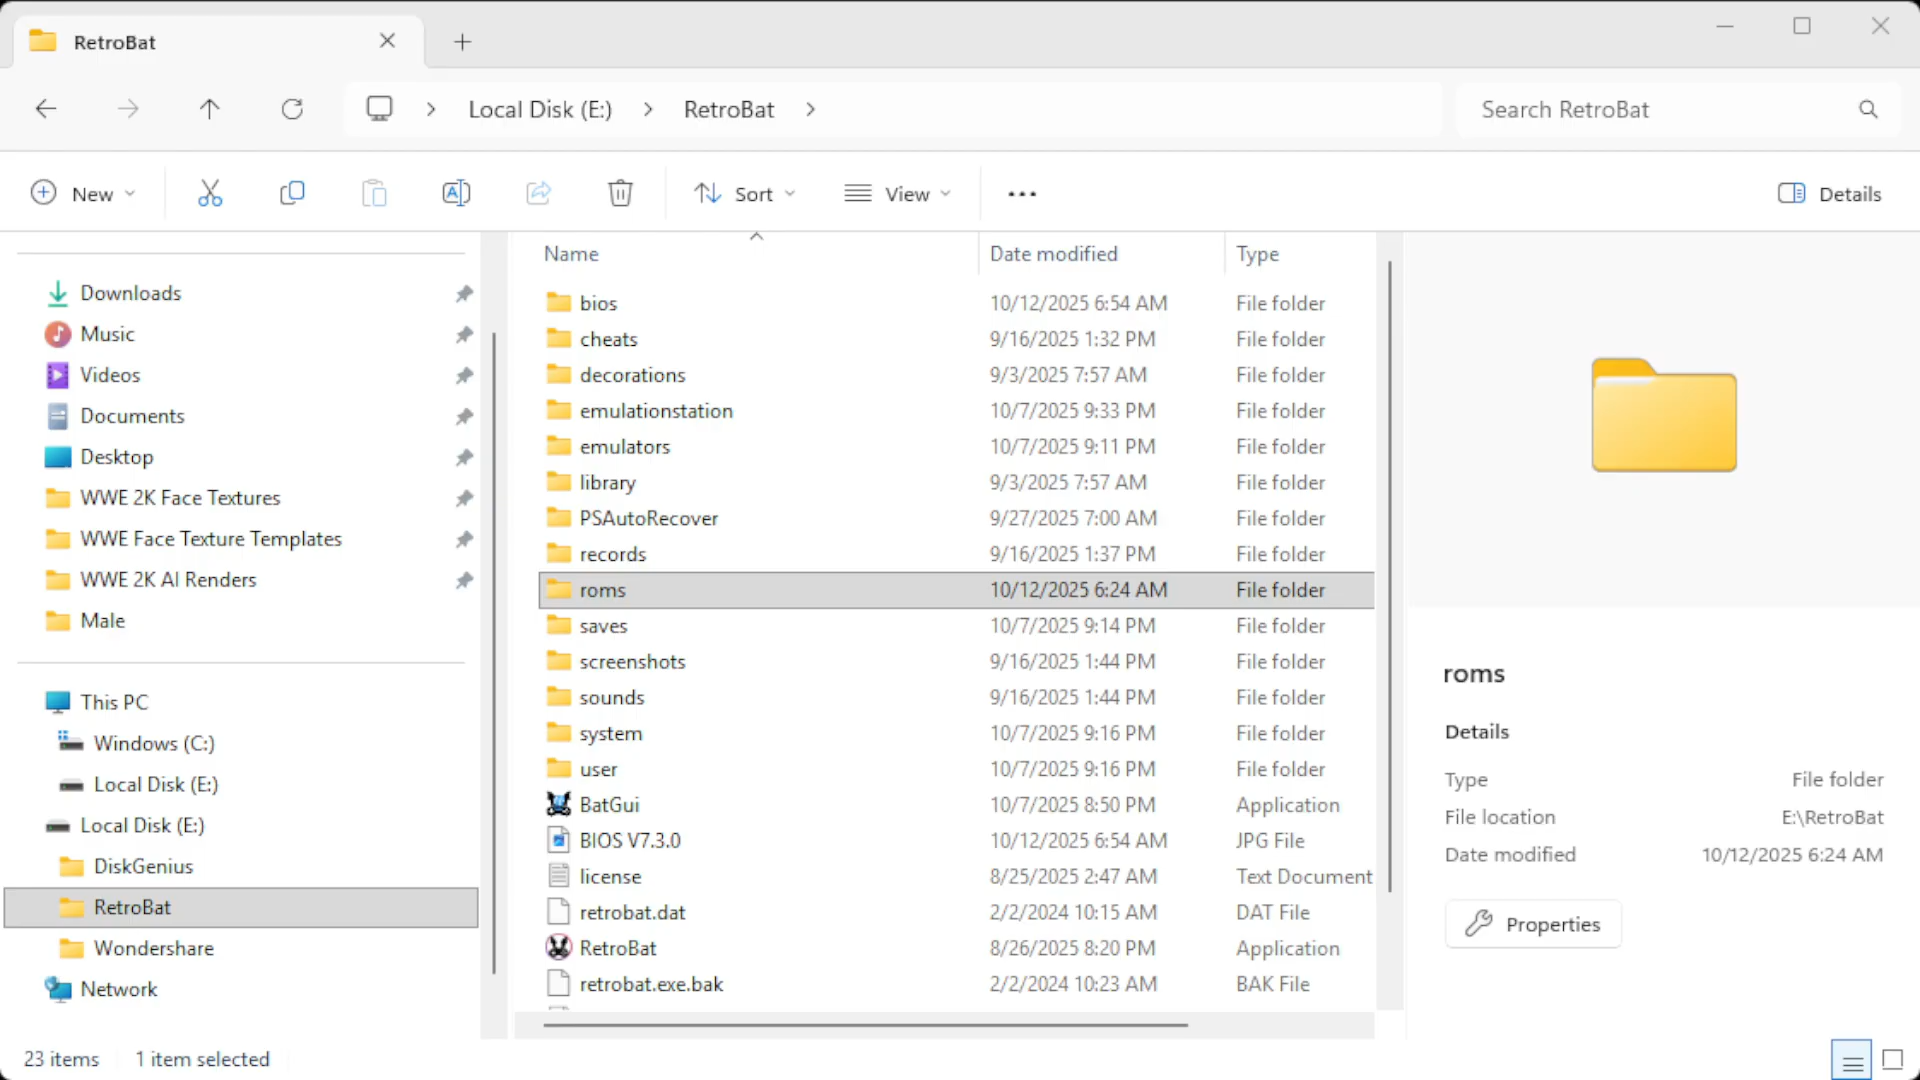 RetroBat
Local Disk (E:) RetroBat
Search RetroBat
New
Sort
View
Details
Downloads
Music
Videos
Documents
Desktop
WWE 2K Face Textures
WWE Face Texture Templates
WWE 2K AI Renders
Male
This PC
Windows (C:)
Local Disk (E:)
Local Disk (E:)
DiskGenius
RetroBat
Wondershare
Network
Name Date modified Type
bios 10/12/2025 6:54 AM File folder
cheats 9/16/2025 1:32 PM File folder
decorations 9/3/2025 7:57 AM File folder
emulationstation 10/7/2025 9:33 PM File folder
emulators 10/7/2025 9:11 PM File folder
library 9/3/2025 7:57 AM File folder
PSAutoRecover 9/27/2025 7:00 AM File folder
records 9/16/2025 1:37 PM File folder
roms 10/12/2025 6:24 AM File folder
saves 10/7/2025 9:14 PM File folder
screenshots 9/16/2025 1:44 PM File folder
sounds 9/16/2025 1:44 PM File folder
system 10/7/2025 9:16 PM File folder
user 10/7/2025 9:16 PM File folder
BatGui 10/7/2025 8:50 PM Application
BIOS V7.3.0 10/12/2025 6:54 AM JPG File
license 8/25/2025 2:47 AM Text Document
retrobat.dat 2/2/2024 10:15 AM DAT File
RetroBat 8/26/2025 8:20 PM Application
retrobat.exe.bak 2/2/2024 10:23 AM BAK File
roms
Details
Type File folder
File location E:\RetroBat
Date modified 10/12/2025 6:24 AM
Properties
23 items 1 item selected